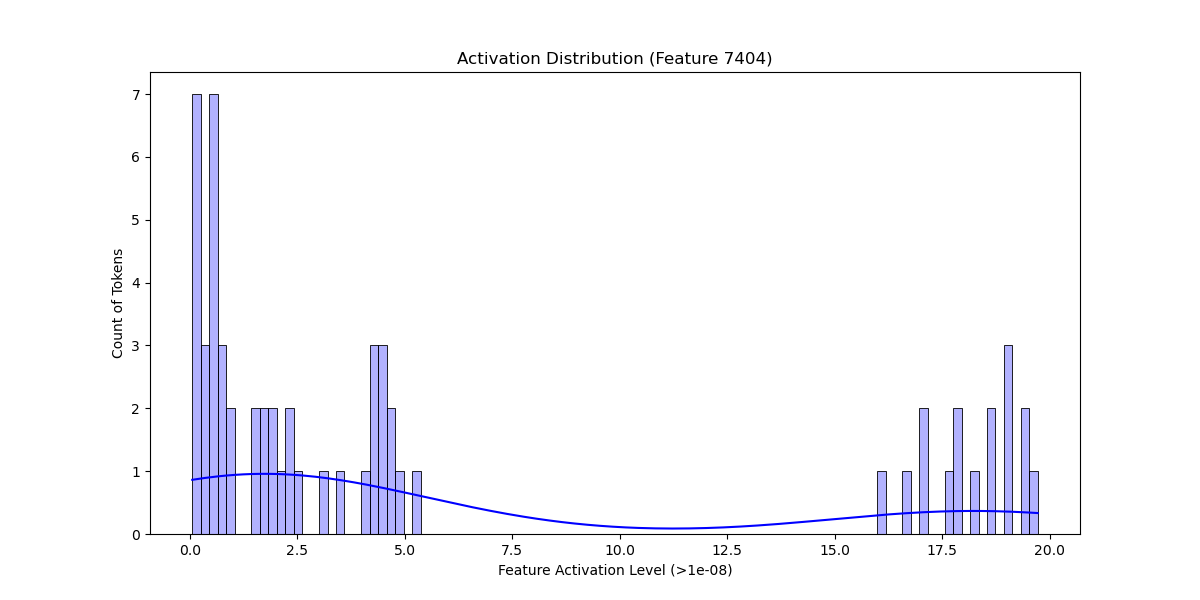 Activation Distribution (Feature 7404)
7
6
5
4
3
2
1
0
Count of Tokens
0.0 2.5 5.0 7.5 10.0 12.5 15.0 17.5 20.0
Feature Activation Level (>1e-08)